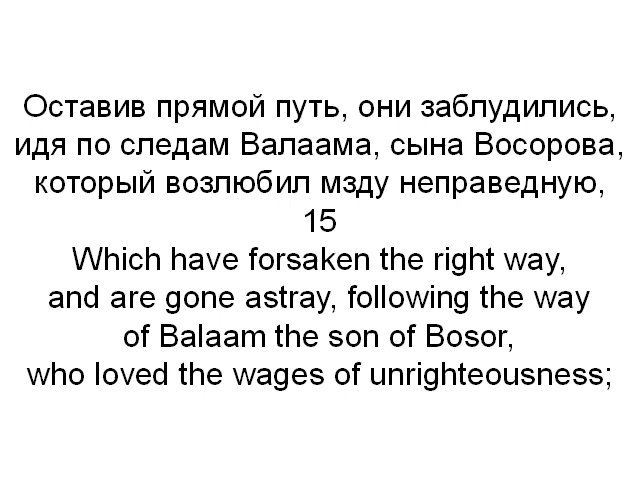 Оставив прямой путь, они заблудились,
идя по следам Валаама, сына Восорова,
который возлюбил мзду неправедную,
15
Which have forsaken the right way,
and are gone astray, following the way
of Balaam the son of Bosor,
who loved the wages of unrighteousness;